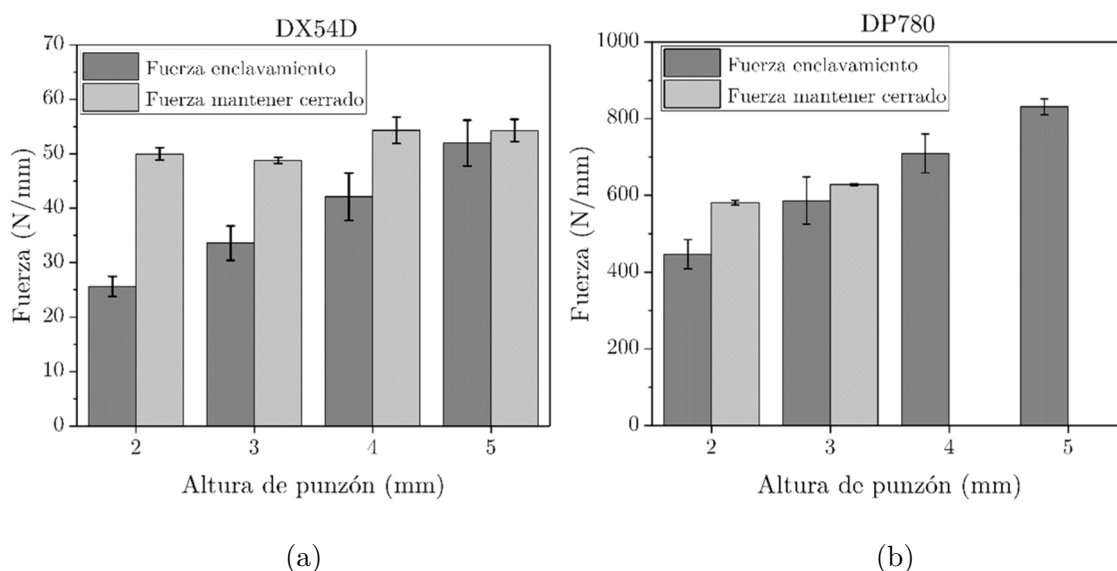 DX54D
70
60
50
40
30
20
10
0
Fuerza (N/mm)
Fuerza enclavamiento
Fuerza mantener cerrado
2 3 4 5
Altura de punzón (mm)
(a)
DP780
1000
800
600
400
200
0
Fuerza (N/mm)
Fuerza enclavamiento
Fuerza mantener cerrado
2 3 4 5
Altura de punzón (mm)
(b)